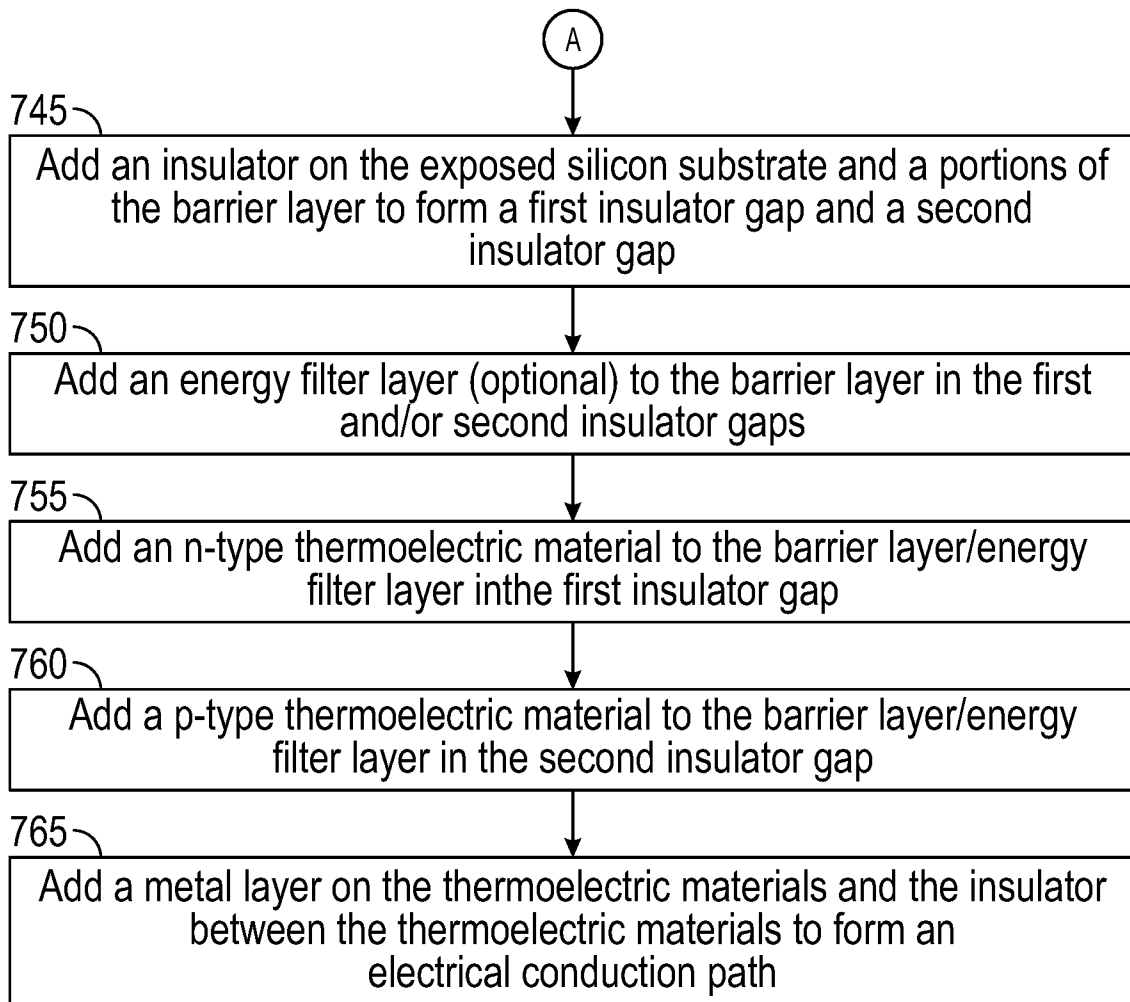 A
745
Add an insulator on the exposed silicon substrate and a portions of
the barrier layer to form a first insulator gap and a second
insulator gap
750
Add an energy filter layer (optional) to the barrier layer in the first
and/or second insulator gaps
755
Add an n-type thermoelectric material to the barrier layer/energy
filter layer inthe first insulator gap
760
Add a p-type thermoelectric material to the barrier layer/energy
filter layer in the second insulator gap
765
Add a metal layer on the thermoelectric materials and the insulator
between the thermoelectric materials to form an
electrical conduction path